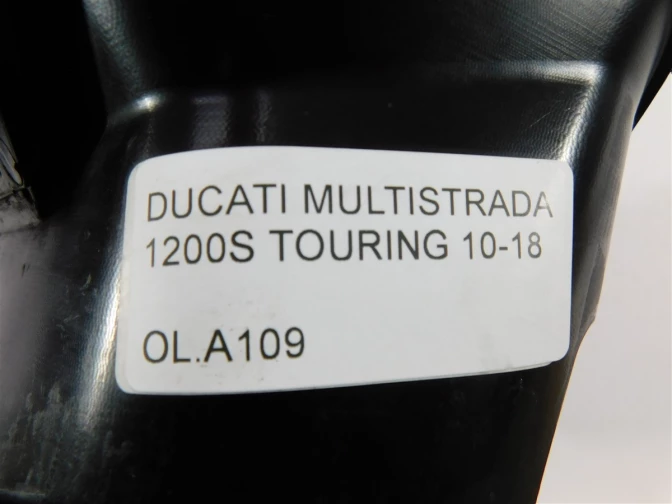 DUCATI MULTISTRADA
1200S TOURING 10-18
OL.A109